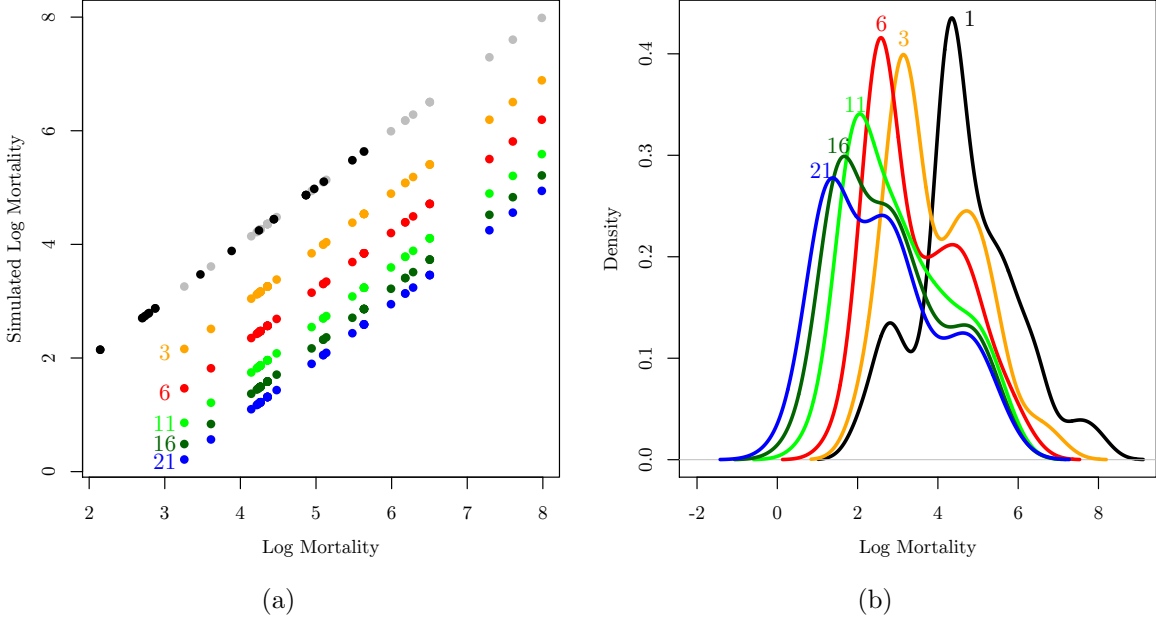 8
6
4
2
0
Simulated Log Mortality
3
6
11
16
21
2 3 4 5 6 7 8
Log Mortality
(a)
0.4
0.3
0.2
0.1
0.0
Density
1
6
3
11
16
21
-2 0 2 4 6 8
Log Mortality
(b)